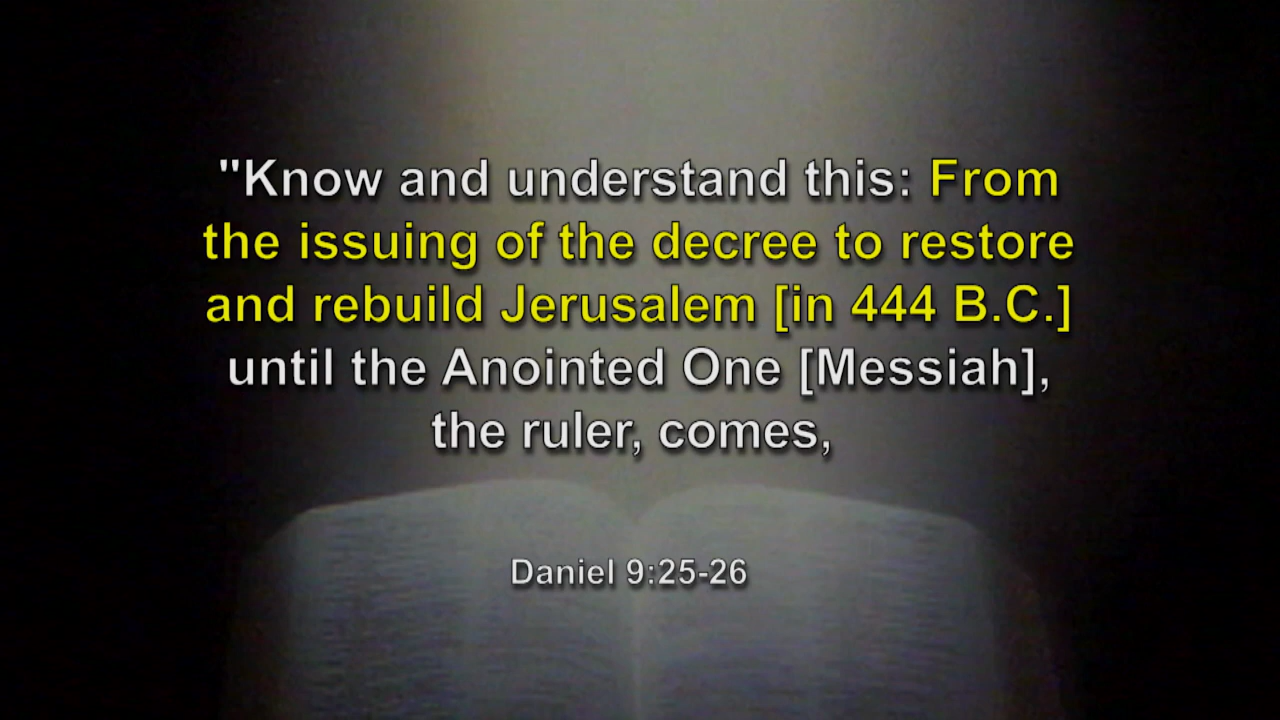 "Know and understand this: From
the issuing of the decree to restore
and rebuild Jerusalem [in 444 B.C.]
until the Anointed One [Messiah],
the ruler, comes,
Daniel 9:25-26